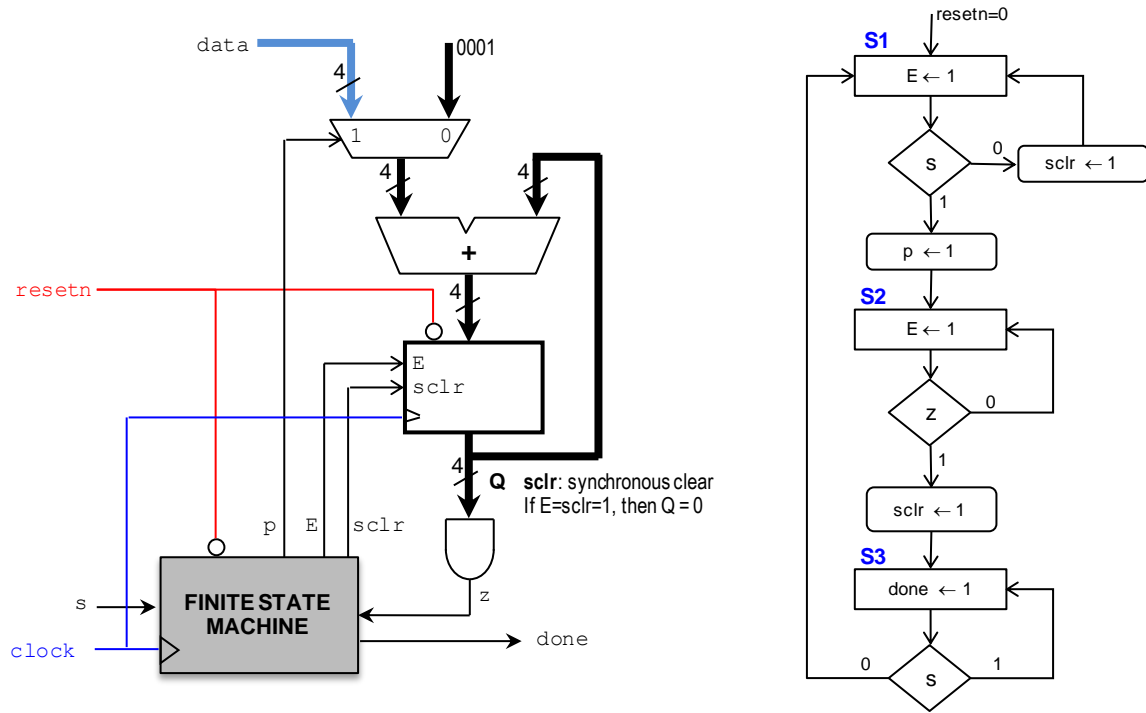 data
4
0001
1
0
4
4
+
resetn
4
E
sclr
4
Q sclr: synchronous clear
If E=sclr=1, then Q = 0
p
E
sclr
z
s
FINITE STATE
MACHINE
clock
done
resetn=0
S1
E ← 1
s
0
sclr ← 1
1
p ← 1
S2
E ← 1
z
0
1
sclr ← 1
S3
done ← 1
0
s
1